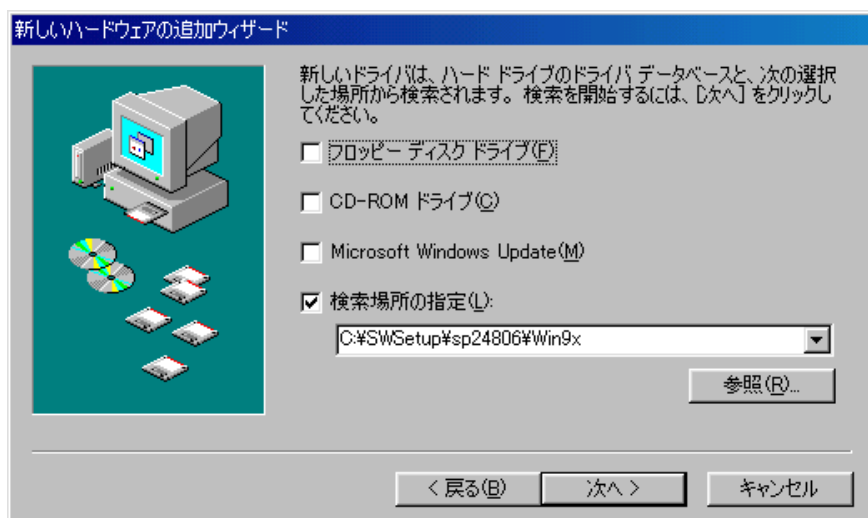 新しいハードウェアの追加ウィザード
新しいドライバは、ハード ドライブのドライバ データベースと、次の選択
した場所から検索されます。検索を開始するには、[次へ] をクリックし
てください。
フロッピー ディスク ドライブ(F)
CD-ROM ドライブ(C)
Microsoft Windows Update(M)
検索場所の指定(L):
C:¥SWSetup¥sp24806¥Win9x
参照(R)...
< 戻る(B)
次へ >
キャンセル